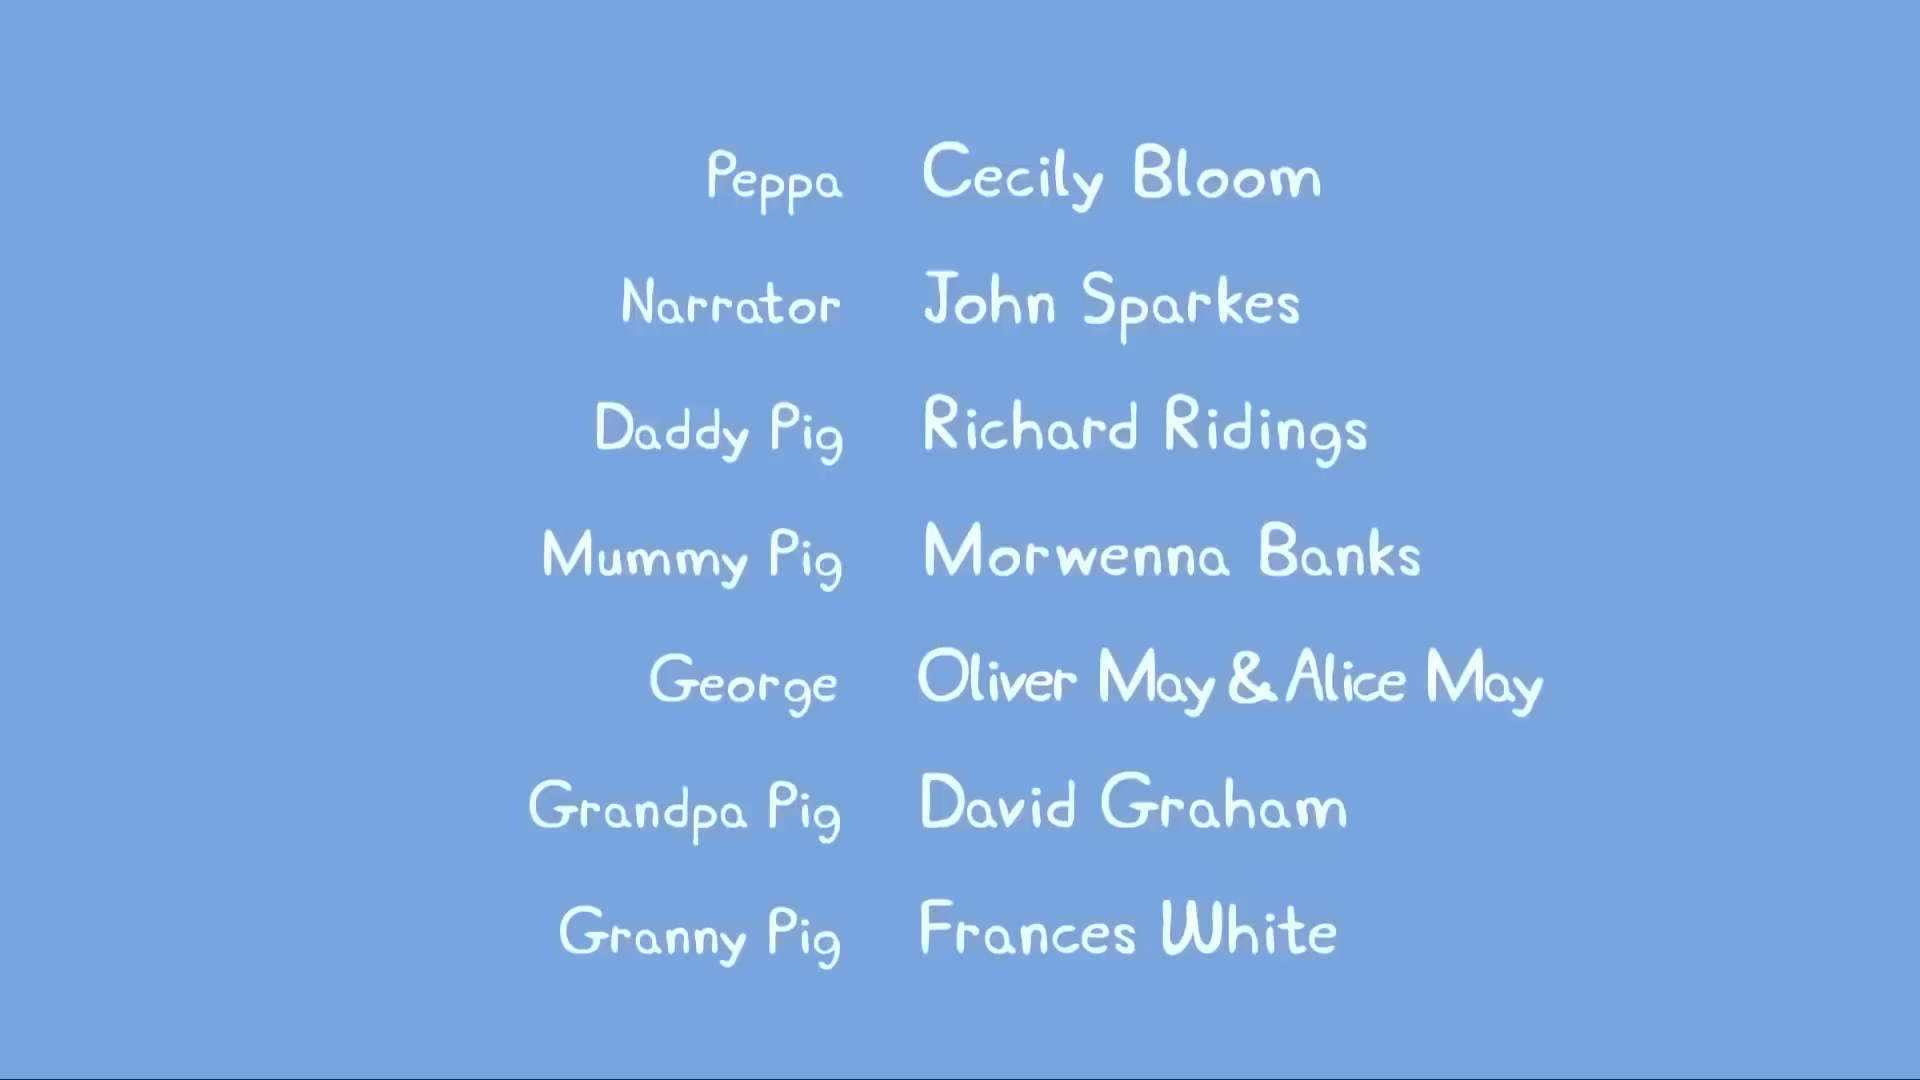 Peppa Cecily Bloom
Narrator John Sparkes
Daddy Pig Richard Ridings
Mummy Pig Morwenna Banks
George Oliver May & Alice May
Grandpa Pig David Graham
Granny Pig Frances White